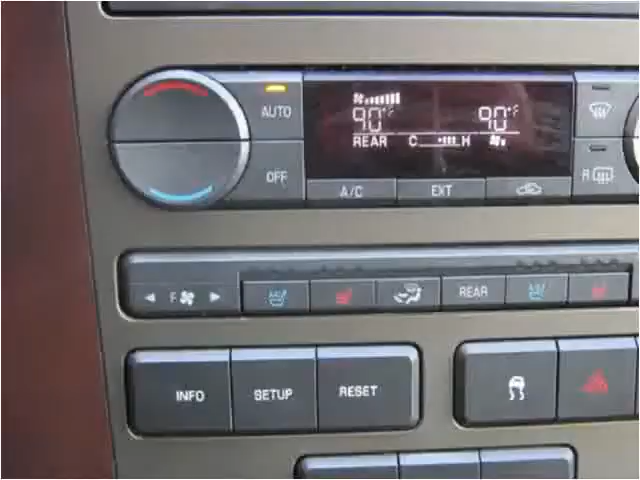 AUTO
90°F 90°F
REAR C H
OFF
R
A/C EXT
F REAR
INFO SETUP RESET